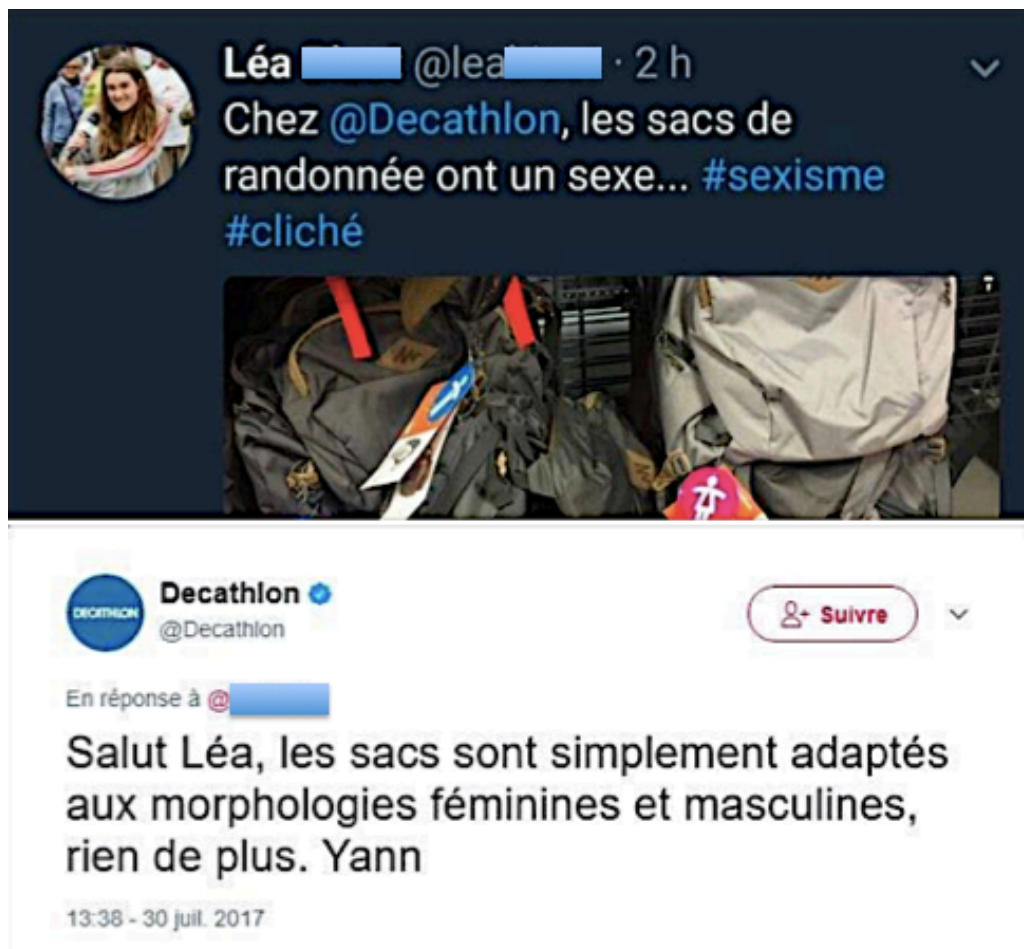 Léa @lea · 2 h
Chez @Decathlon, les sacs de
randonnée ont un sexe... #sexisme
#cliché
DECATHLON
Decathlon
@Decathlon
Suivre
En réponse à @
Salut Léa, les sacs sont simplement adaptés
aux morphologies féminines et masculines,
rien de plus. Yann
13:38 - 30 juil. 2017